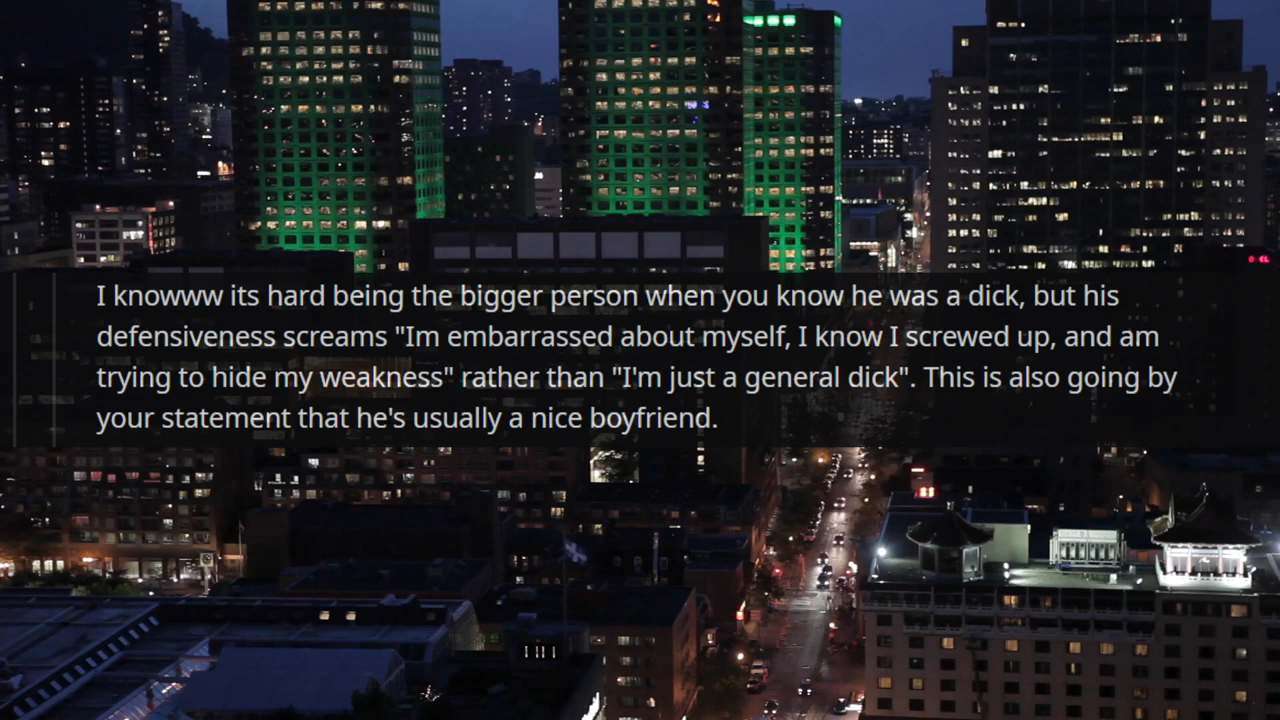 I knowww its hard being the bigger person when you know he was a dick, but his
defensiveness screams "Im embarrassed about myself, I know I screwed up, and am
trying to hide my weakness" rather than "I'm just a general dick". This is also going by
your statement that he's usually a nice boyfriend.